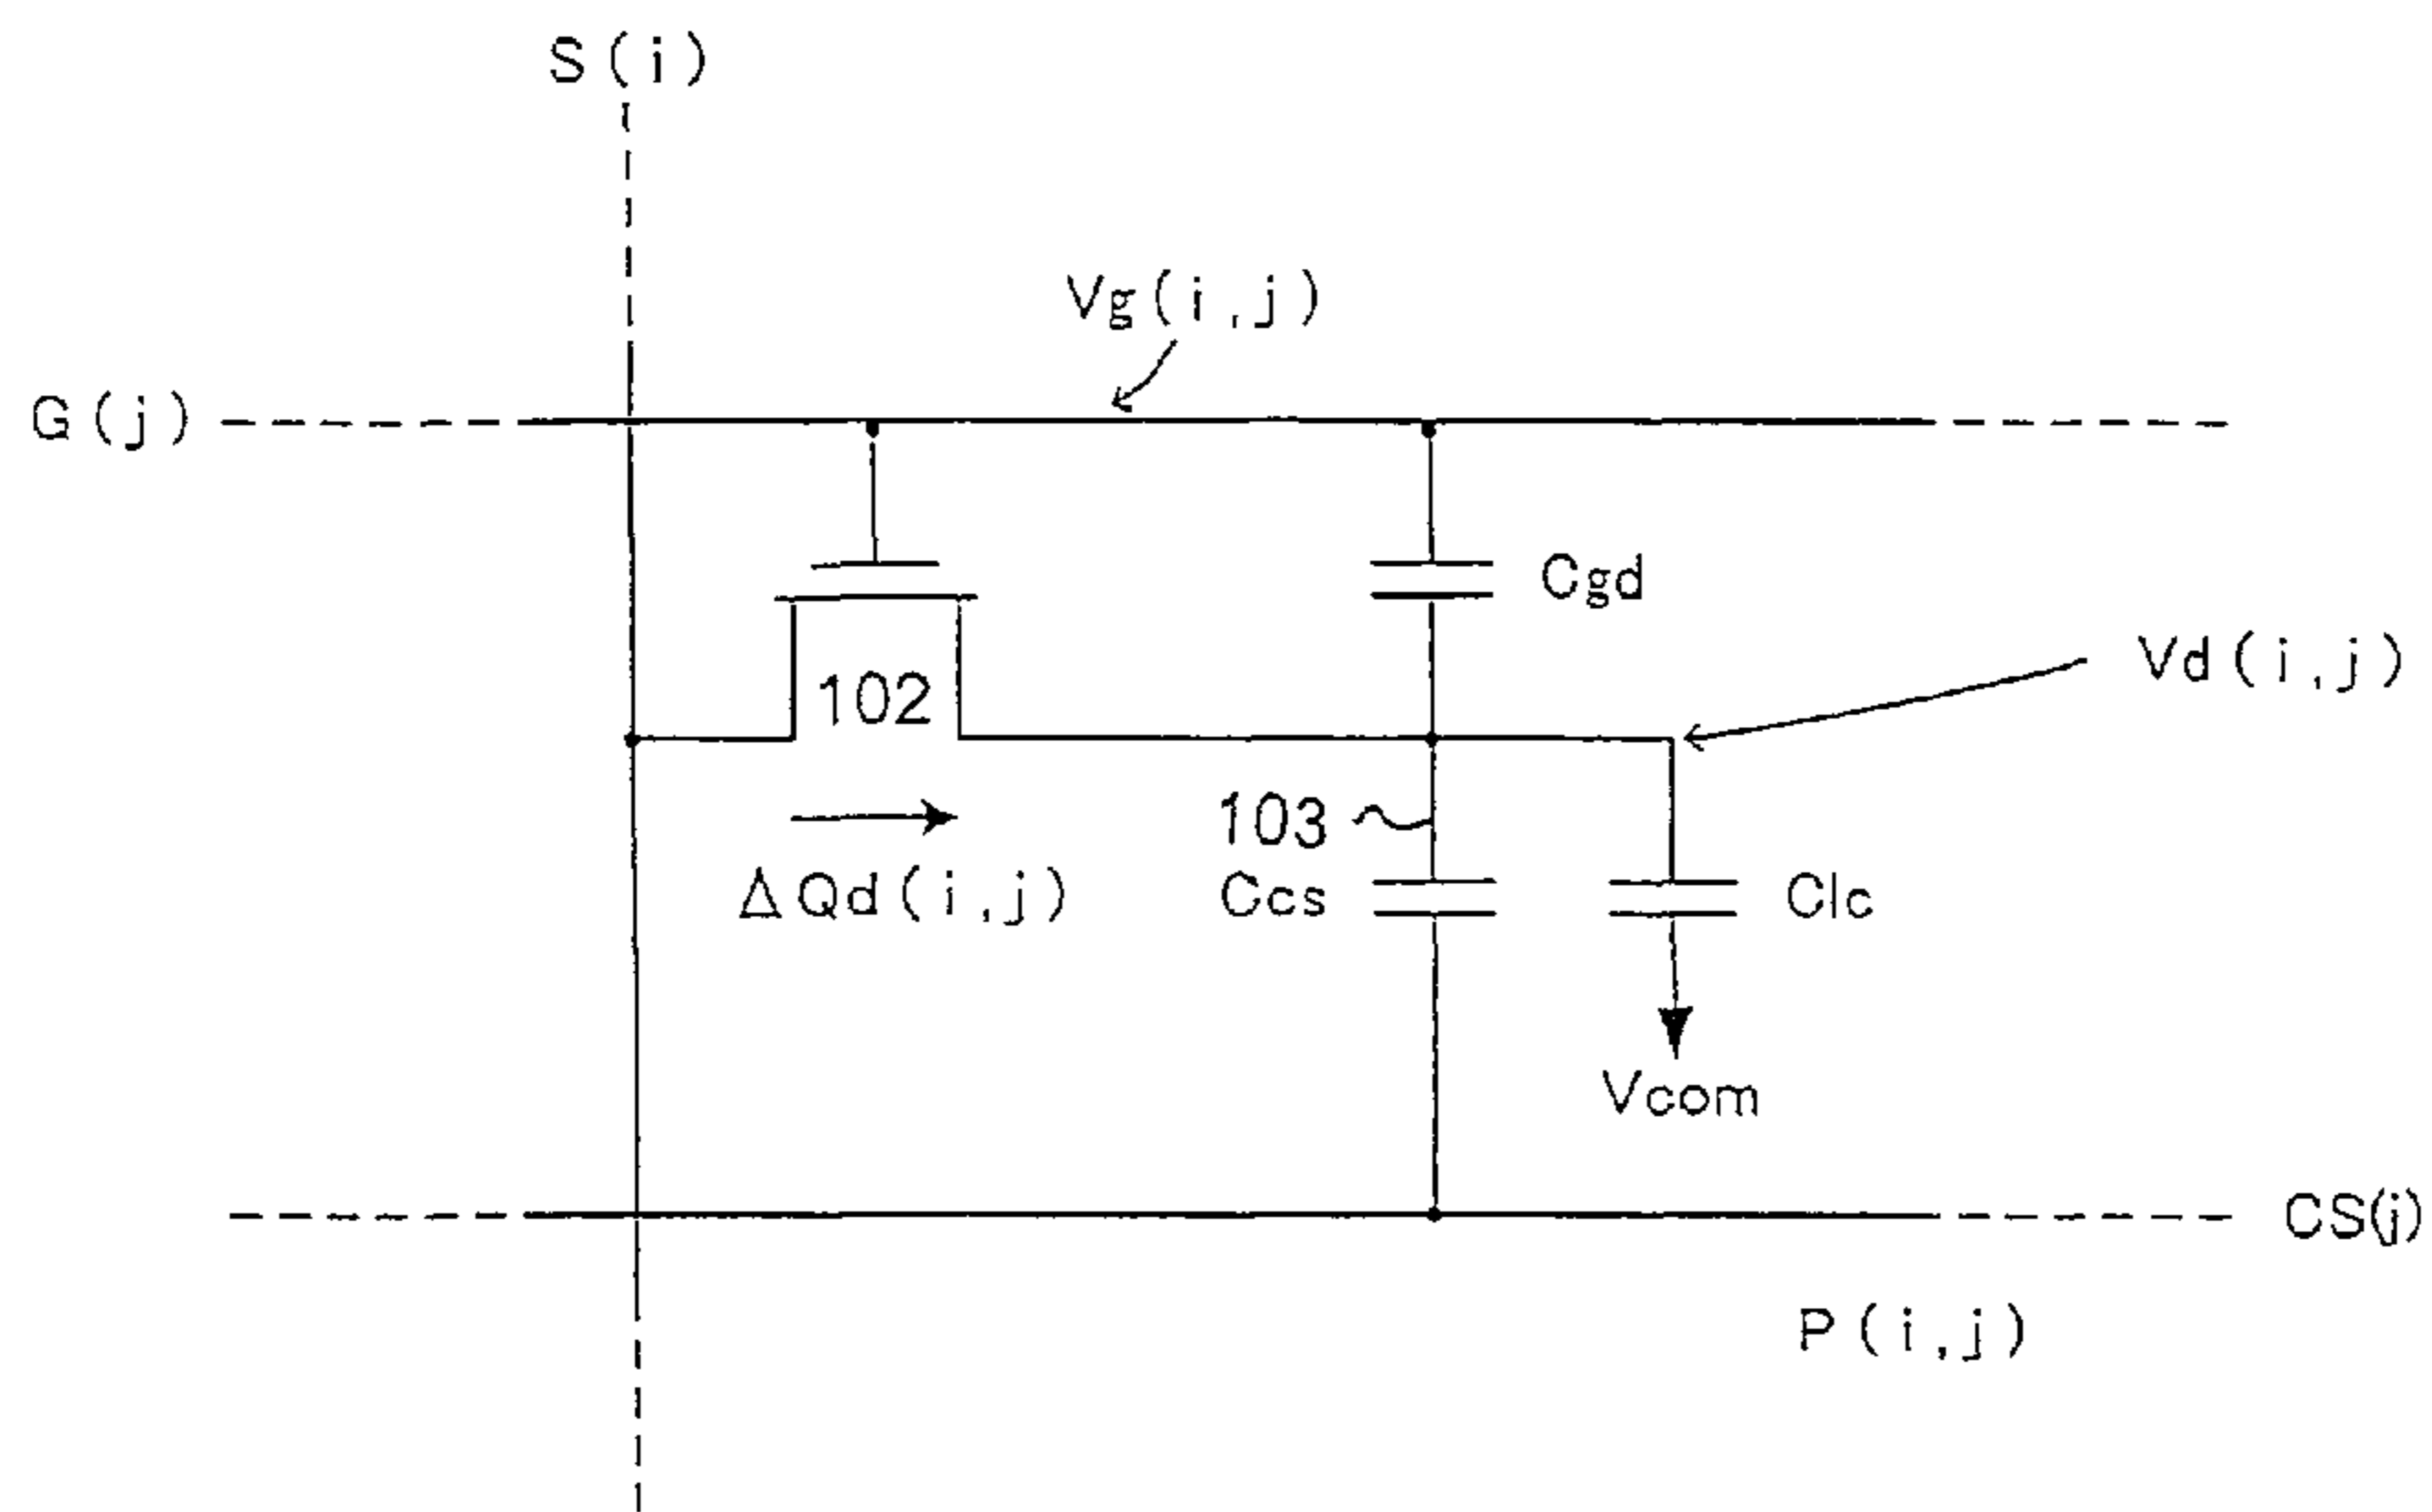 S(i)
Vg(i,j)
G(j)
Cgd
Vd(i,j)
102
103
ΔQd(i,j)
Ccs
Clc
Vcom
CS(j)
P(i,j)